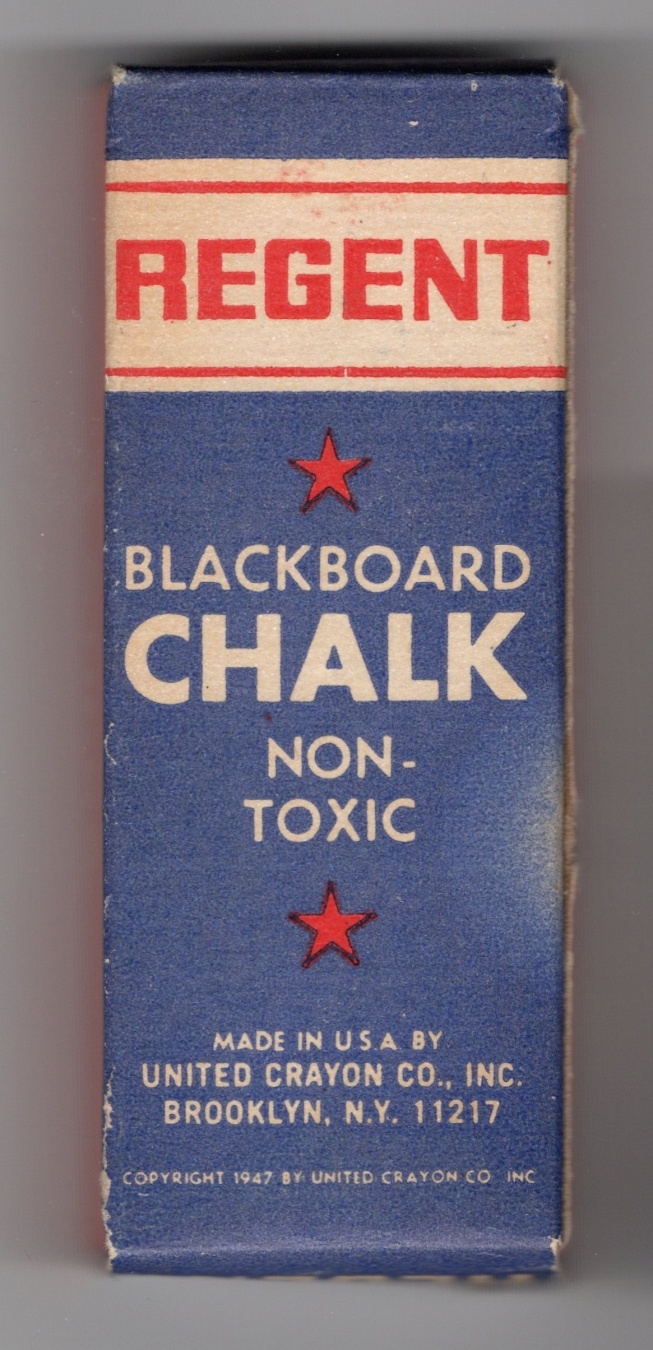 REGENT
BLACKBOARD
CHALK
NON-
TOXIC
MADE IN U.S.A. BY
UNITED CRAYON CO., INC.
BROOKLYN, N.Y. 11217
COPYRIGHT 1947 BY UNITED CRAYON CO INC